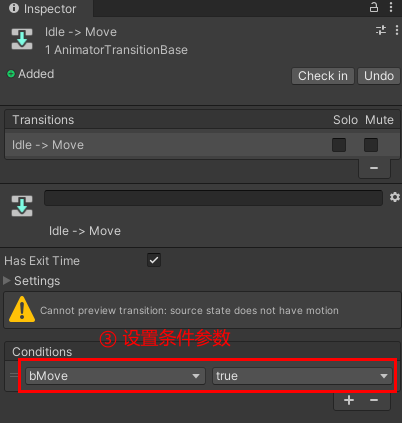 Inspector
Idle -> Move
1 AnimatorTransitionBase
Added
Check in
Undo
Transitions Solo Mute
Idle -> Move
Idle -> Move
Has Exit Time
Settings
Cannot preview transition: source state does not have motion
③ 设置条件参数
Conditions
bMove true